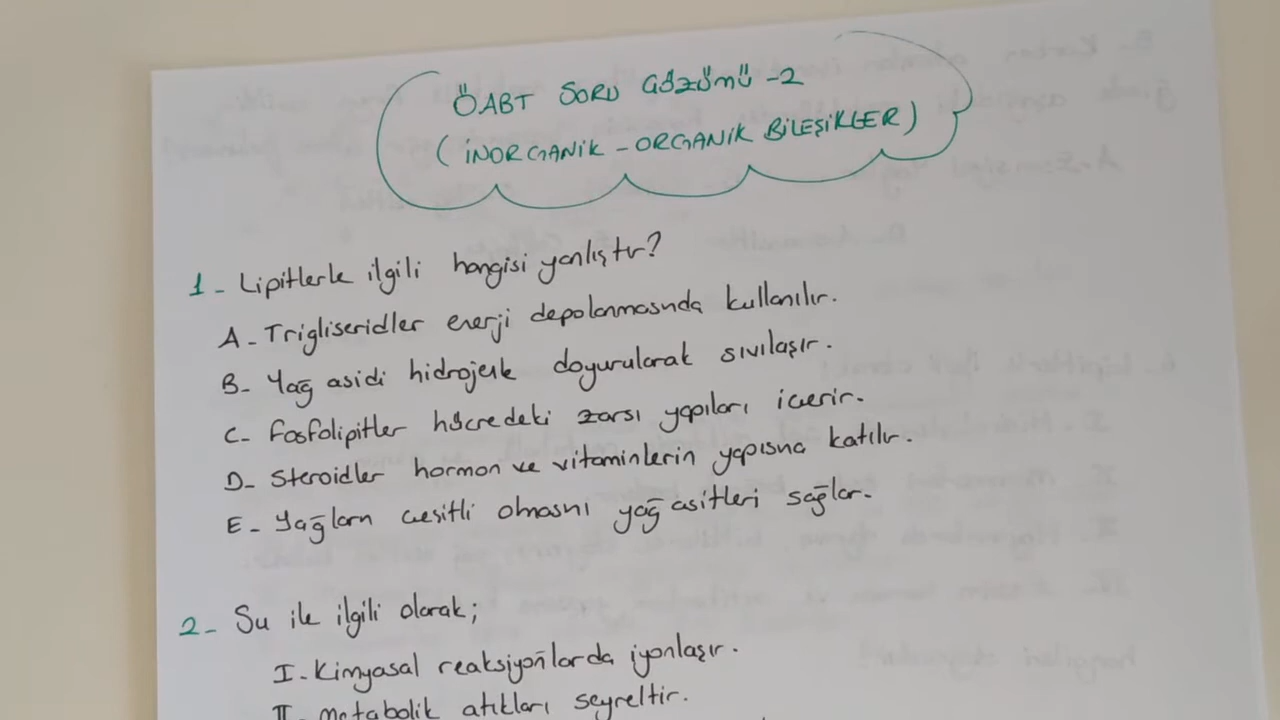 ÖABT SORU ÇÖZÜMÜ -2
(İNORGANİK - ORGANİK BİLEŞİKLER)
1- Lipitlerle ilgili hangisi yanlıştır?
A- Trigliseridler enerji depolanmasında kullanılır.
B- Yağ asidi hidrojenle doyurularak sıvılaşır.
C- Fosfolipitler hücredeki zarsı yapıları içerir.
D- Steroidler hormon ve vitaminlerin yapısına katılır.
E- Yağların çeşitli olmasını yağ asitleri sağlar.
2- Su ile ilgili olarak;
I- Kimyasal reaksiyonlarda iyonlaşır.
II- Metabolik atıkları seyreltir.